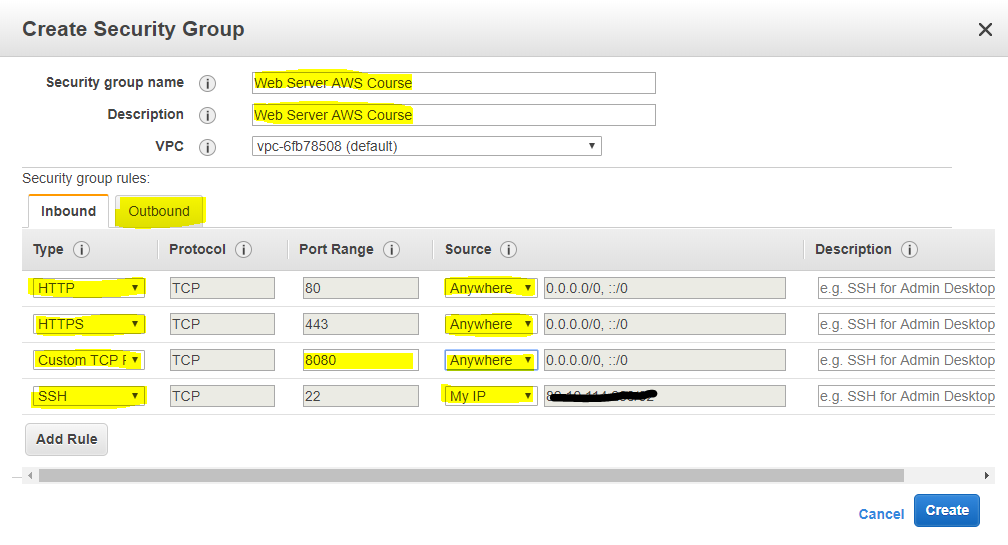 Create Security Group
Security group name
Web Server AWS Course
Description
Web Server AWS Course
VPC
vpc-6fb78508 (default)
Security group rules:
Inbound Outbound
Type Protocol Port Range Source Description
HTTP TCP 80 Anywhere 0.0.0.0/0, ::/0 e.g. SSH for Admin Desktop
HTTPS TCP 443 Anywhere 0.0.0.0/0, ::/0 e.g. SSH for Admin Desktop
Custom TCP TCP 8080 Anywhere 0.0.0.0/0, ::/0 e.g. SSH for Admin Desktop
SSH TCP 22 My IP e.g. SSH for Admin Desktop
Add Rule
Cancel Create